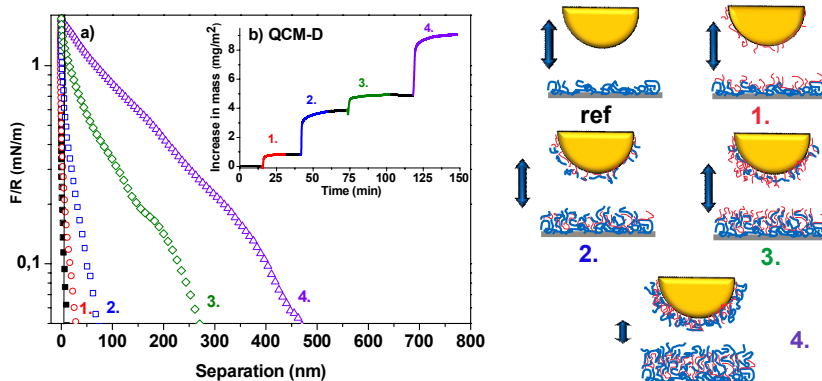 a)
F/R (mN/m)
1
0,1
0 100 200 300 400 500 600 700 800
Separation (nm)
1.
2.
3.
4.
b) QCM-D
Increase in mass (mg/m²)
10
8
6
4
2
0
0 25 50 75 100 125 150
Time (min)
1.
2.
3.
4.
ref
1.
2.
3.
4.